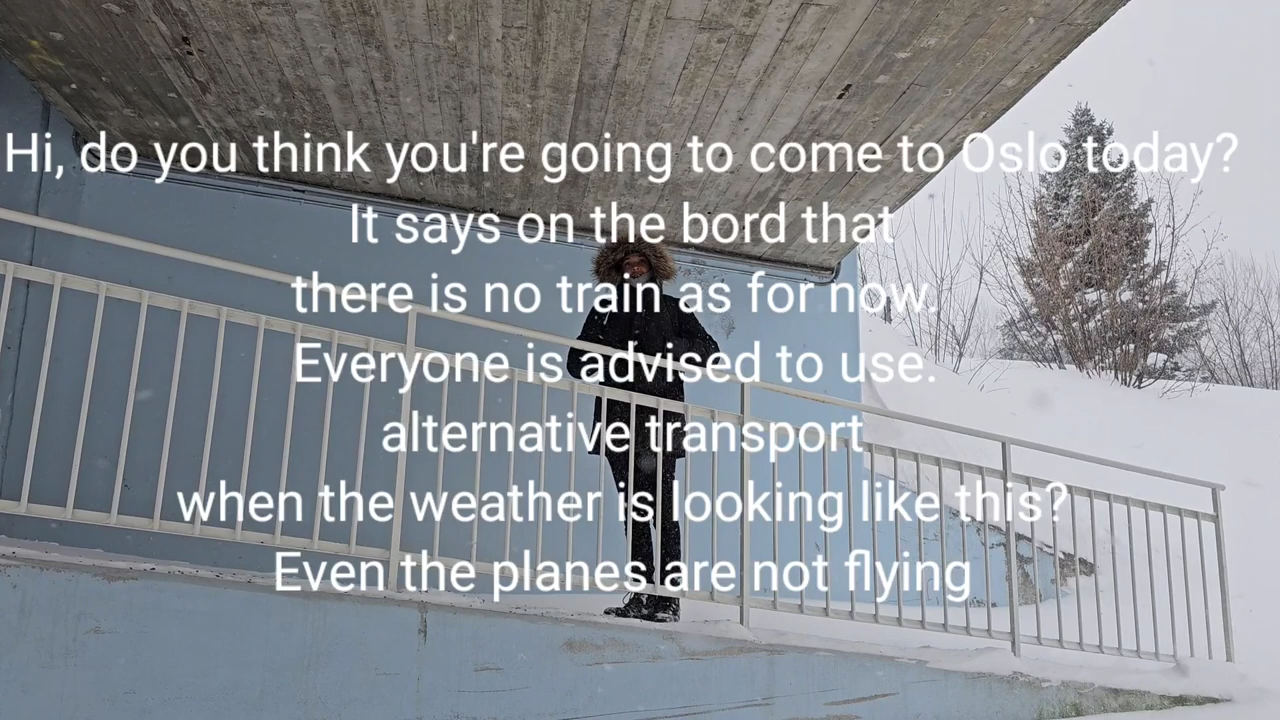 Hi, do you think you're going to come to Oslo today?
It says on the bord that
there is no train as for now.
Everyone is advised to use.
alternative transport
when the weather is looking like this?
Even the planes are not flying